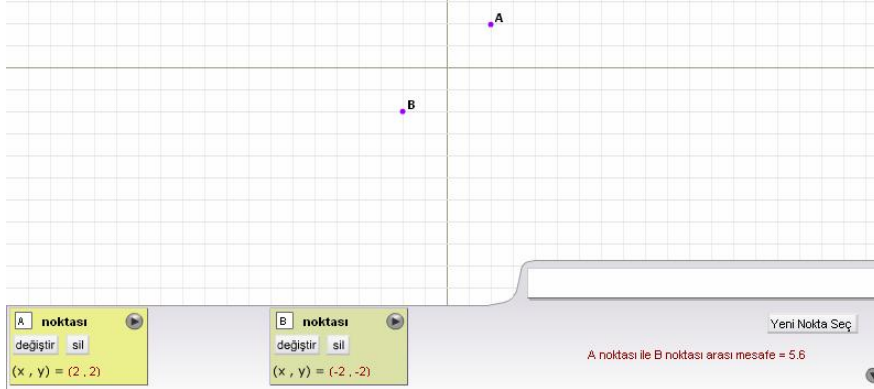 A
B
A noktası
değiştir sil
(x , y) = (2 , 2)
B noktası
değiştir sil
(x , y) = (-2 , -2)
Yeni Nokta Seç
A noktası ile B noktası arası mesafe = 5.6